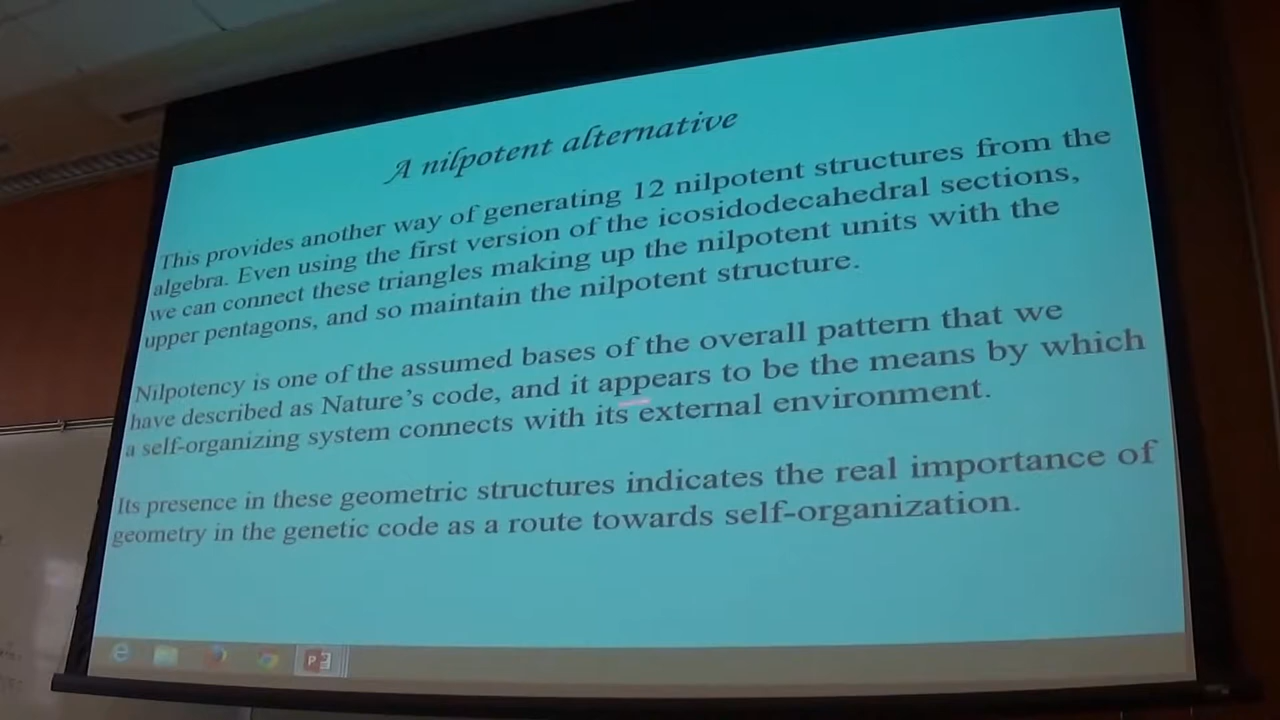 A nilpotent alternative
This provides another way of generating 12 nilpotent structures from the
algebra. Even using the first version of the icosidodecahedral sections,
we can connect these triangles making up the nilpotent units with the
upper pentagons, and so maintain the nilpotent structure.
Nilpotency is one of the assumed bases of the overall pattern that we
have described as Nature's code, and it appears to be the means by which
a self-organizing system connects with its external environment.
Its presence in these geometric structures indicates the real importance of
geometry in the genetic code as a route towards self-organization.